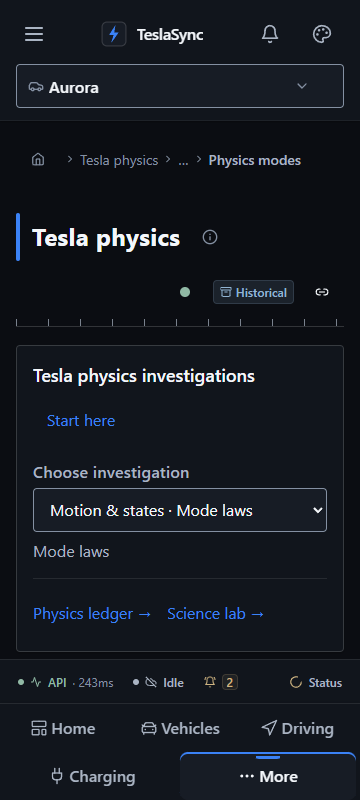 TeslaSync
Aurora
Tesla physics
...
Physics modes
Tesla physics
Historical
Tesla physics investigations
Start here
Choose investigation
Motion & states · Mode laws
Mode laws
Physics ledger → Science lab →
API · 243ms Idle 2 Status
Home Vehicles Driving
Charging More